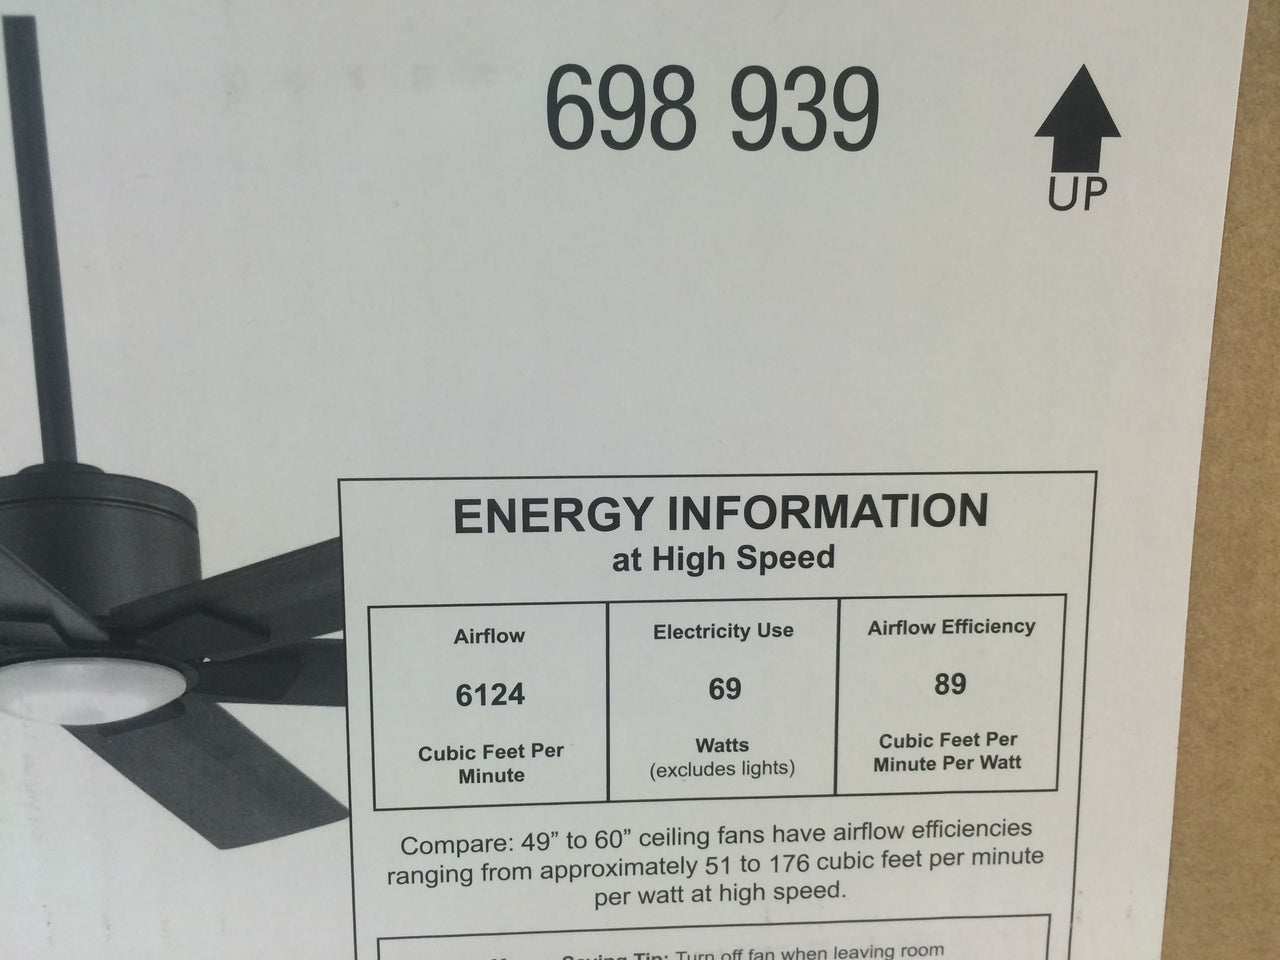 698 939
UP
ENERGY INFORMATION
at High Speed
Airflow
6124
Cubic Feet Per
Minute
Electricity Use
69
Watts
(excludes lights)
Airflow Efficiency
89
Cubic Feet Per
Minute Per Watt
Compare: 49” to 60” ceiling fans have airflow efficiencies
ranging from approximately 51 to 176 cubic feet per minute
per watt at high speed.
Saving Tip: Turn off fan when leaving room